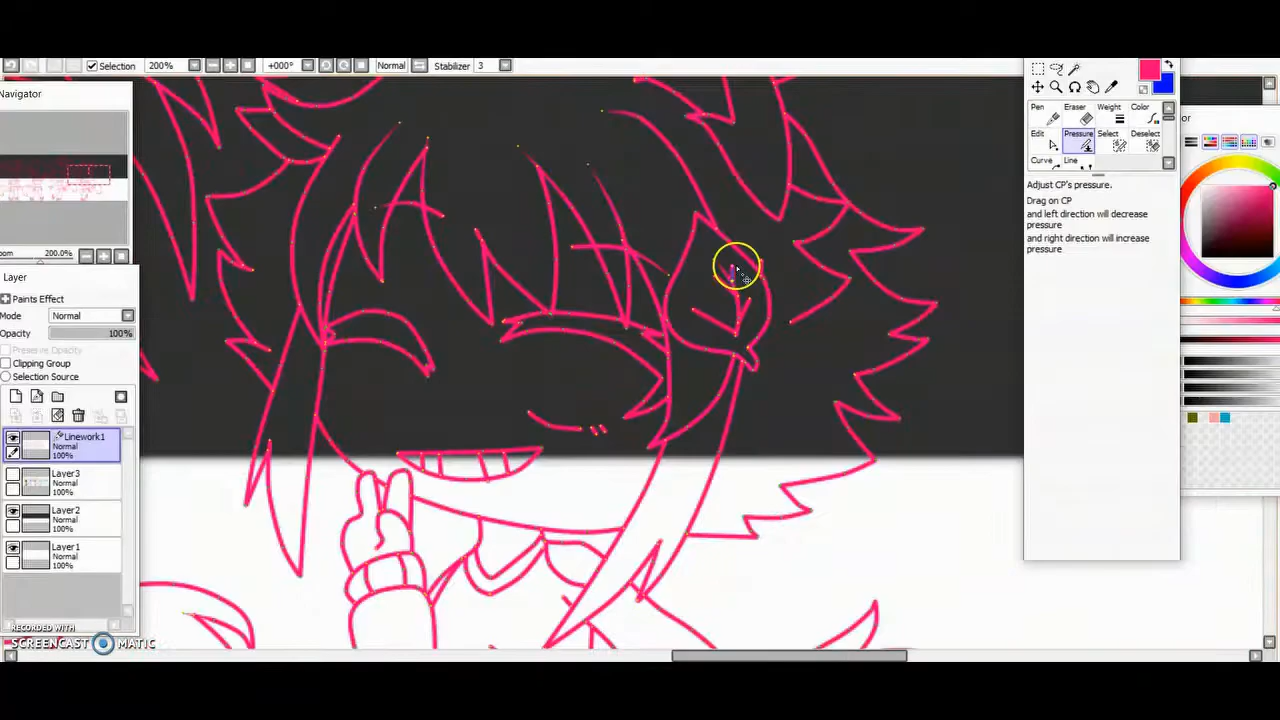 Selection 200% +000° Normal Stabilizer 3
Navigator
200.0%
Layer
Paints Effect
Mode Normal
Opacity 100%
Preserve Opacity
Clipping Group
Selection Source
Linework1
Normal
100%
Layer3
Normal
100%
Layer2
Normal
100%
Layer1
Normal
100%
RECORDED WITH
SCREENCAST MATIC
Pen Eraser Weight Color
Edit Pressure Select Deselect
Curve Line
Adjust CP's pressure.
Drag on CP
and left direction will decrease
pressure
and right direction will increase
pressure